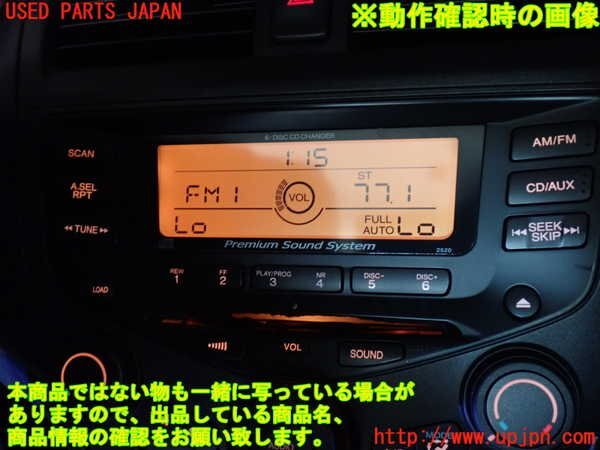 USED PARTS JAPAN
※動作確認時の画像
6-DISC CD CHANGER
SCAN
1:15
AM/FM
A.SEL
RPT
FM1
VOL
ST
77.1
CD/AUX
TUNE
Lo
FULL
AUTO
Lo
SEEK
SKIP
Premium Sound System
2S20
REW
1
FF
2
PLAY/PROG
3
NR
4
DISC-
5
DISC+
6
LOAD
VOL
SOUND
本商品ではない物も一緒に写っている場合が
ありますので、出品している商品名、
商品情報の確認をお願い致します。
MODE
http://www.upjpn.com/